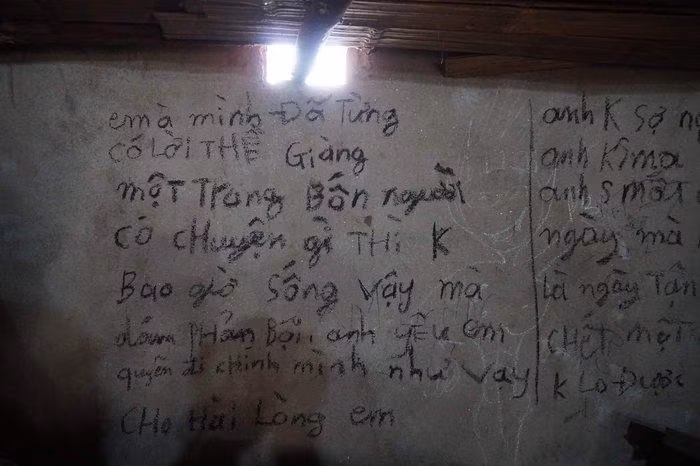 em à mình Đã Từng
có LỜI THỀ Giàng
một Trong Bốn người
có cHuyện gì THì K
Bao giờ Sống vậy mà
dám PHản Bội, anh yêu em
quyên đi chính mình như vậy
CHo Hài Lòng em
anh K Sợ
anh K
anh
ngày mà
là ngày Tận
cHết một
K Lo Được